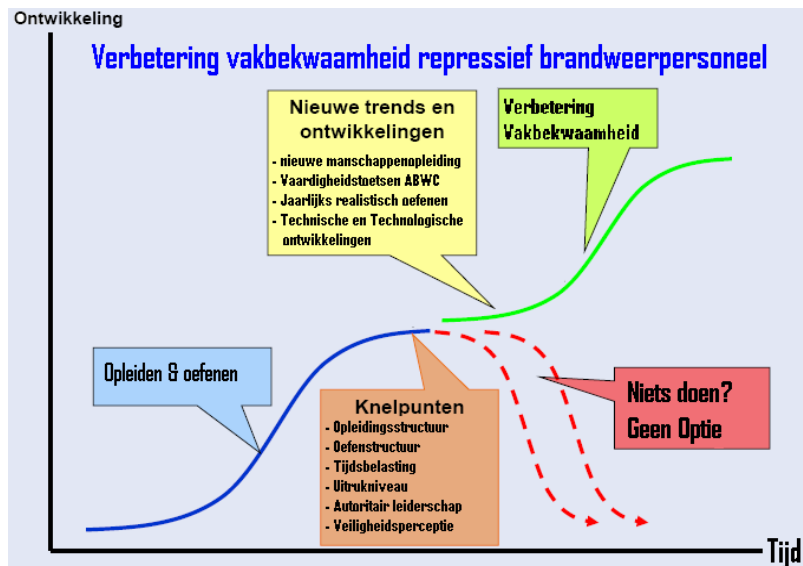 Ontwikkeling
Verbetering vakbekwaamheid repressief brandweerpersoneel
Nieuwe trends en
ontwikkelingen
- nieuwe manschappenopleiding
- Vaardigheidstoetsen ABWC
- Jaarlijks realistisch oefenen
- Technische en Technologische
ontwikkelingen
Verbetering
Vakbekwaamheid
Opleiden & oefenen
Knelpunten
- Opleidingsstructuur
- Oefenstructuur
- Tijdsbelasting
- Uitrukniveau
- Autoritair leiderschap
- Veiligheidsperceptie
Niets doen?
Geen Optie
Tijd